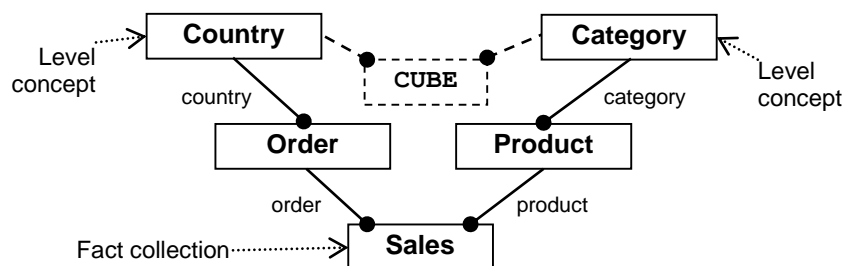 Country
Category
Level
concept
CUBE
Level
concept
country
category
Order
Product
order
product
Fact collection
Sales